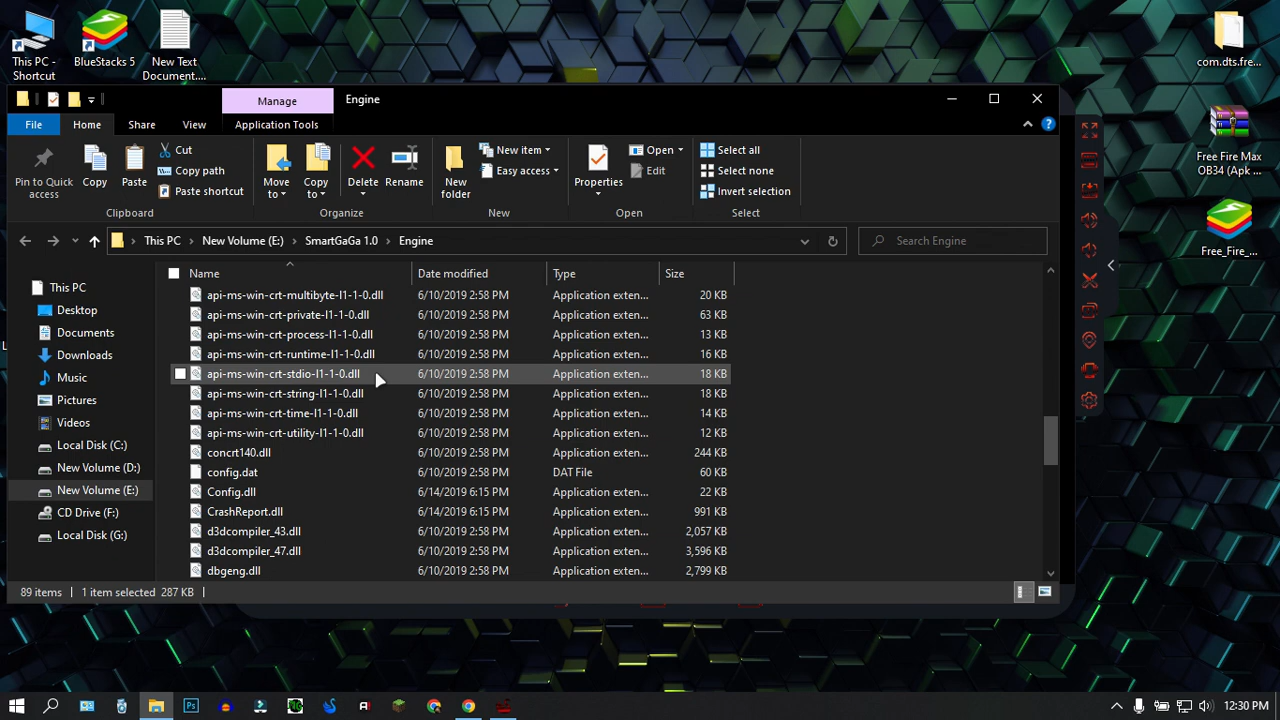 This PC -
Shortcut
BlueStacks 5
New Text
Document....
com.dts.fre...
Free Fire Max
OB34 (Apk ...
Free_Fire_...
Manage
Engine
File
Home
Share
View
Application Tools
Pin to Quick
access
Copy
Paste
Cut
Copy path
Paste shortcut
Clipboard
Move
to
Copy
to
Delete
Rename
Organize
New
folder
New item
Easy access
New
Properties
Open
Edit
Open
Select all
Select none
Invert selection
Select
This PC > New Volume (E:) > SmartGaGa 1.0 > Engine
Search Engine
This PC
Desktop
Documents
Downloads
Music
Pictures
Videos
Local Disk (C:)
New Volume (D:)
New Volume (E:)
CD Drive (F:)
Local Disk (G:)
Name Date modified Type Size
api-ms-win-crt-multibyte-l1-1-0.dll 6/10/2019 2:58 PM Application exten... 20 KB
api-ms-win-crt-private-l1-1-0.dll 6/10/2019 2:58 PM Application exten... 63 KB
api-ms-win-crt-process-l1-1-0.dll 6/10/2019 2:58 PM Application exten... 13 KB
api-ms-win-crt-runtime-l1-1-0.dll 6/10/2019 2:58 PM Application exten... 16 KB
api-ms-win-crt-stdio-l1-1-0.dll 6/10/2019 2:58 PM Application exten... 18 KB
api-ms-win-crt-string-l1-1-0.dll 6/10/2019 2:58 PM Application exten... 18 KB
api-ms-win-crt-time-l1-1-0.dll 6/10/2019 2:58 PM Application exten... 14 KB
api-ms-win-crt-utility-l1-1-0.dll 6/10/2019 2:58 PM Application exten... 12 KB
concrt140.dll 6/10/2019 2:58 PM Application exten... 244 KB
config.dat 6/10/2019 2:58 PM DAT File 60 KB
Config.dll 6/14/2019 6:15 PM Application exten... 22 KB
CrashReport.dll 6/14/2019 6:15 PM Application exten... 991 KB
d3dcompiler_43.dll 6/10/2019 2:58 PM Application exten... 2,057 KB
d3dcompiler_47.dll 6/10/2019 2:58 PM Application exten... 3,596 KB
dbgeng.dll 6/10/2019 2:58 PM Application exten... 2,799 KB
89 items 1 item selected 287 KB
12:30 PM